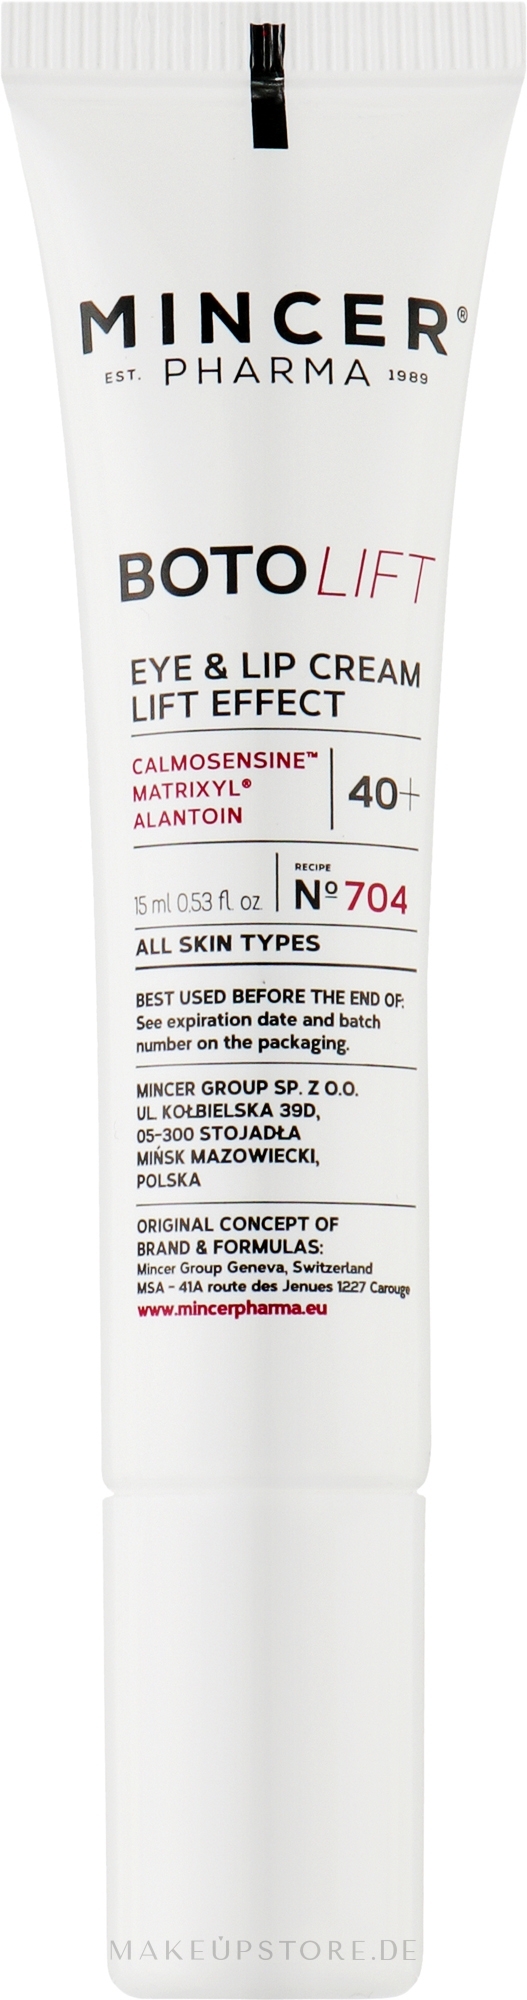 MINCER®
EST. PHARMA 1989
BOTOLIFT
EYE & LIP CREAM
LIFT EFFECT
CALMOSENSINE™
MATRIXYL®
ALANTOIN
40+
15 ml 0,53 fl. oz.
RECIPE
Nº 704
ALL SKIN TYPES
BEST USED BEFORE THE END OF:
See expiration date and batch
number on the packaging.
MINCER GROUP SP. Z O.O.
UL. KOŁBIELSKA 39D,
05-300 STOJADŁA
MIŃSK MAZOWIECKI,
POLSKA
ORIGINAL CONCEPT OF
BRAND & FORMULAS:
Mincer Group Geneva, Switzerland
MSA - 41A route des Jenues 1227 Carouge
www.mincerpharma.eu
MAKEUPSTORE.DE